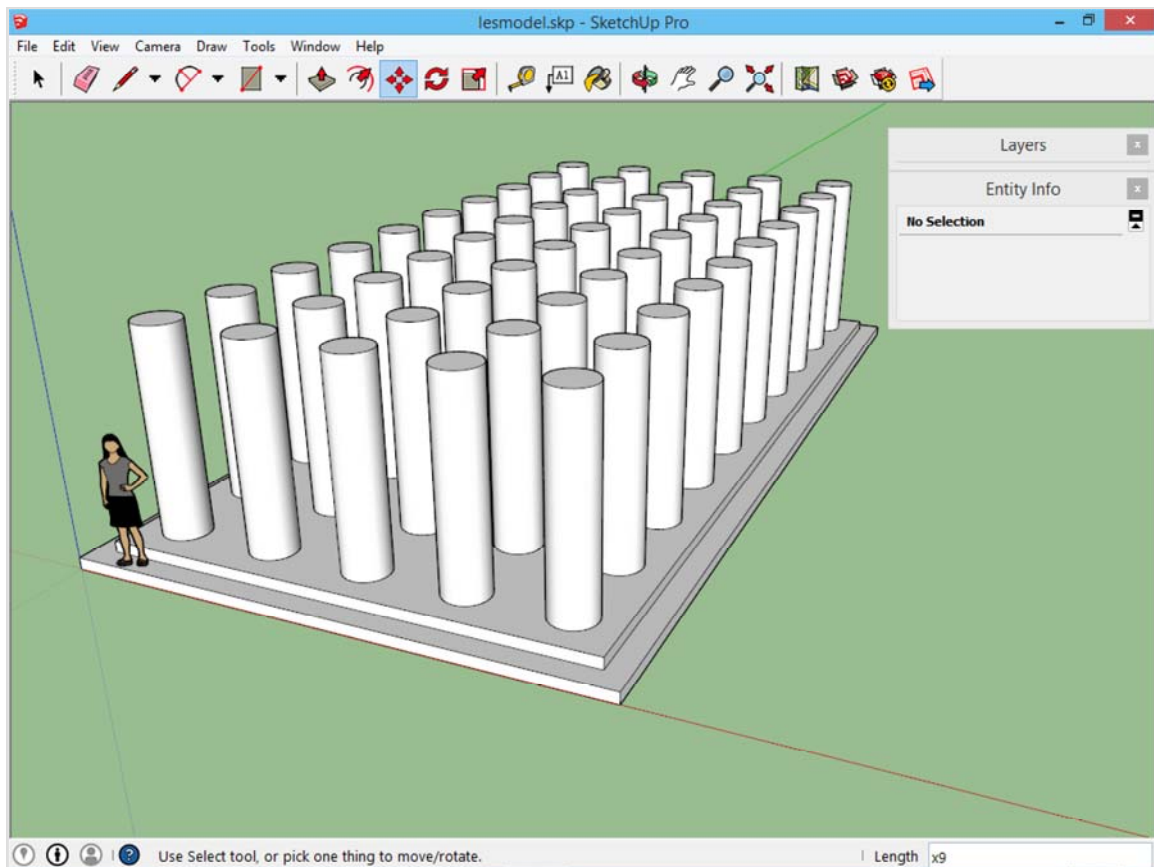 lesmodel.skp - SketchUp Pro
File Edit View Camera Draw Tools Window Help
A1
Layers
Entity Info
No Selection
Use Select tool, or pick one thing to move/rotate.
Length x9